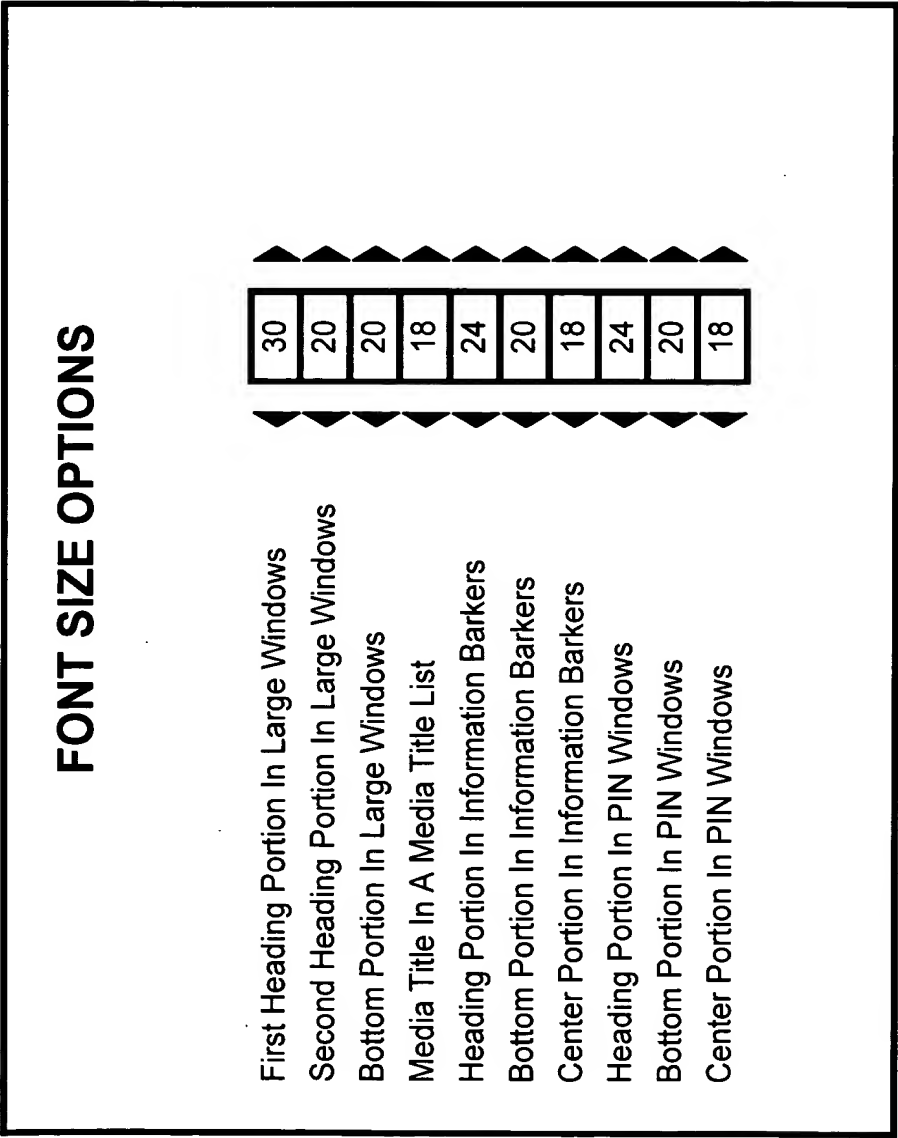 FONT SIZE OPTIONS
First Heading Portion In Large Windows 30
Second Heading Portion In Large Windows 20
Bottom Portion In Large Windows 20
Media Title In A Media Title List 18
Heading Portion In Information Barkers 24
Bottom Portion In Information Barkers 20
Center Portion In Information Barkers 18
Heading Portion In PIN Windows 24
Bottom Portion In PIN Windows 20
Center Portion In PIN Windows 18